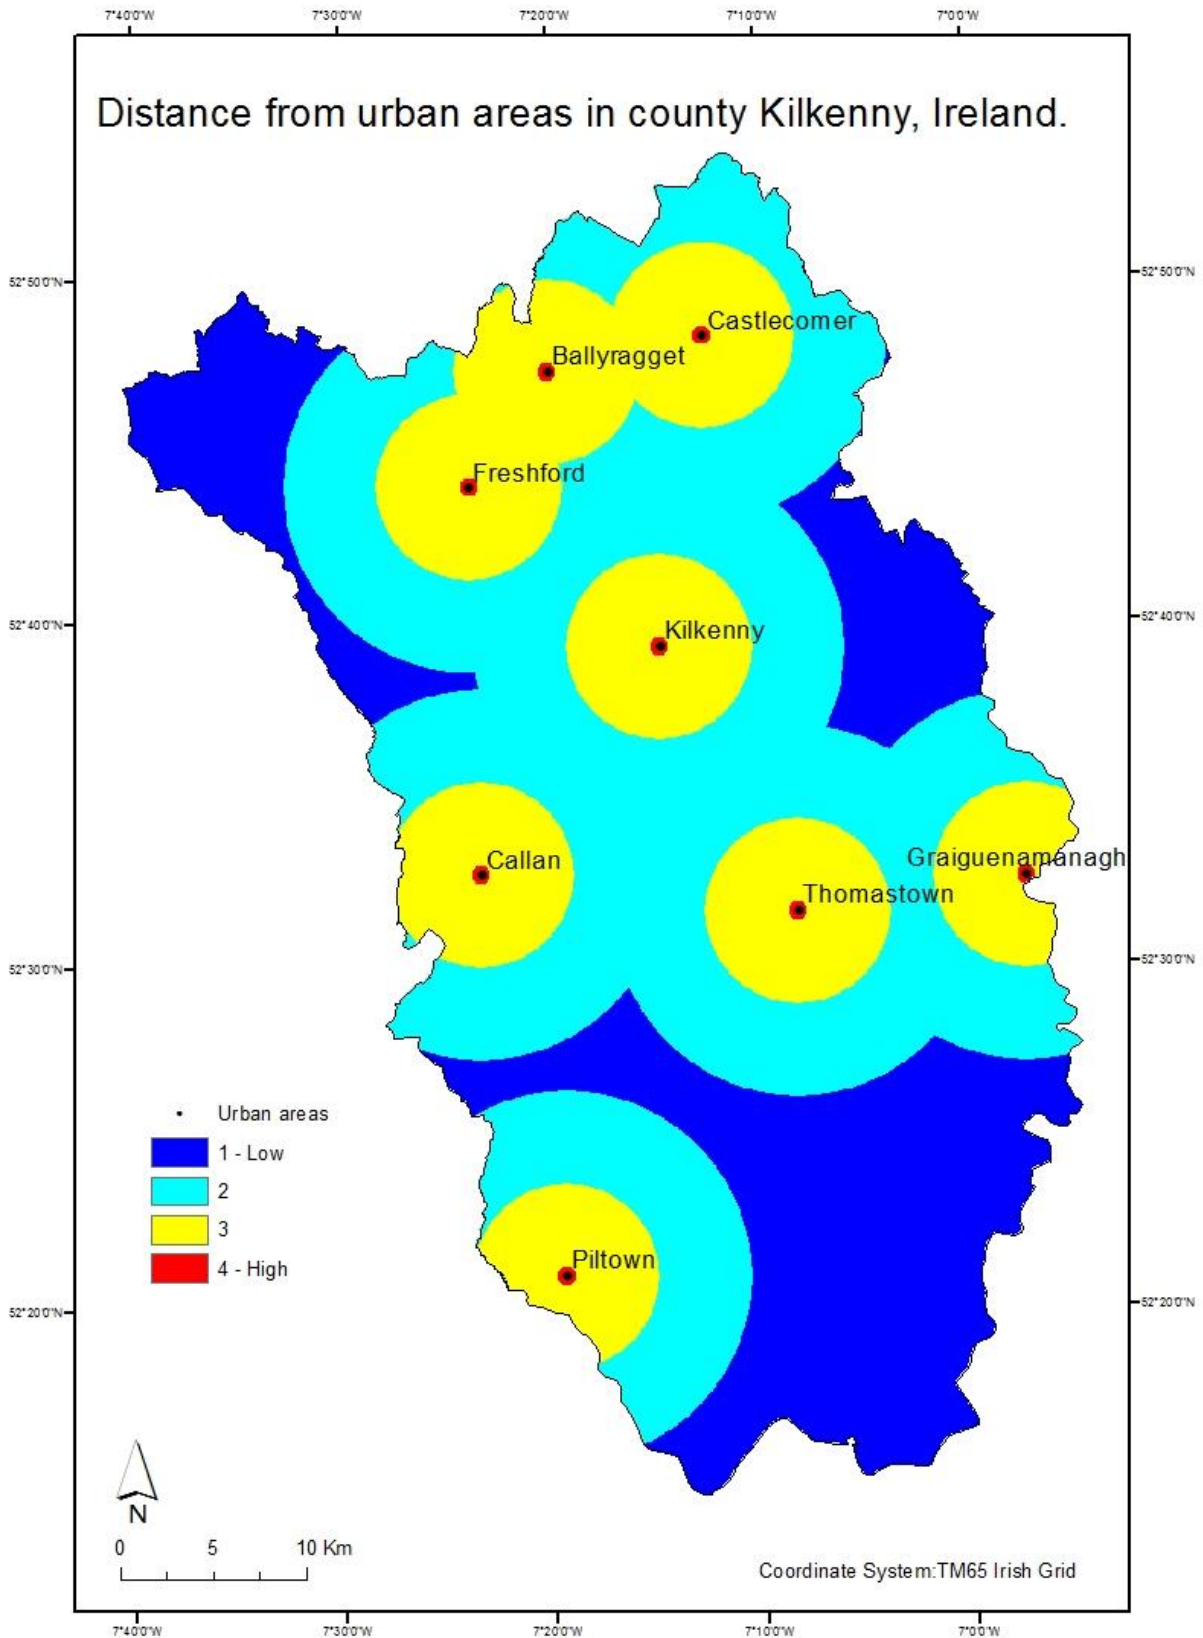 7°40'0"W 7°30'0"W 7°20'0"W 7°10'0"W 7°0'0"W
Distance from urban areas in county Kilkenny, Ireland.
52°50'0"N 52°50'0"N
Castlecomer
Ballyragget
Freshford
52°40'0"N 52°40'0"N
Kilkenny
Callan
Graiguenamanagh
Thomastown
52°30'0"N 52°30'0"N
Urban areas
1 - Low
2
3
4 - High
Piltown
52°20'0"N 52°20'0"N
N
0 5 10 Km
Coordinate System:TM65 Irish Grid
7°40'0"W 7°30'0"W 7°20'0"W 7°10'0"W 7°0'0"W